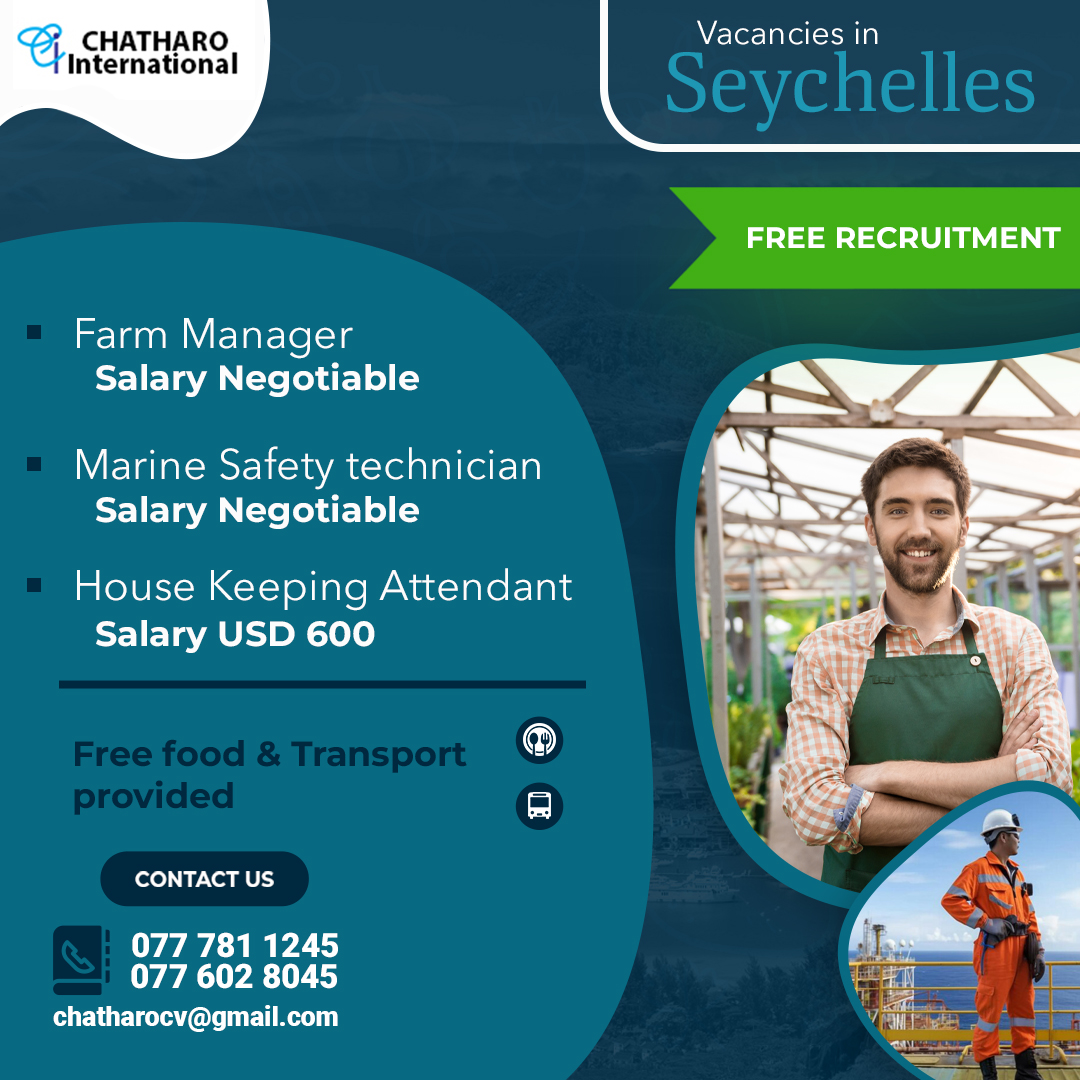 CHATHARO
International
Vacancies in
Seychelles
FREE RECRUITMENT
Farm Manager
Salary Negotiable
Marine Safety technician
Salary Negotiable
House Keeping Attendant
Salary USD 600
Free food & Transport
provided
CONTACT US
077 781 1245
077 602 8045
chatharocv@gmail.com